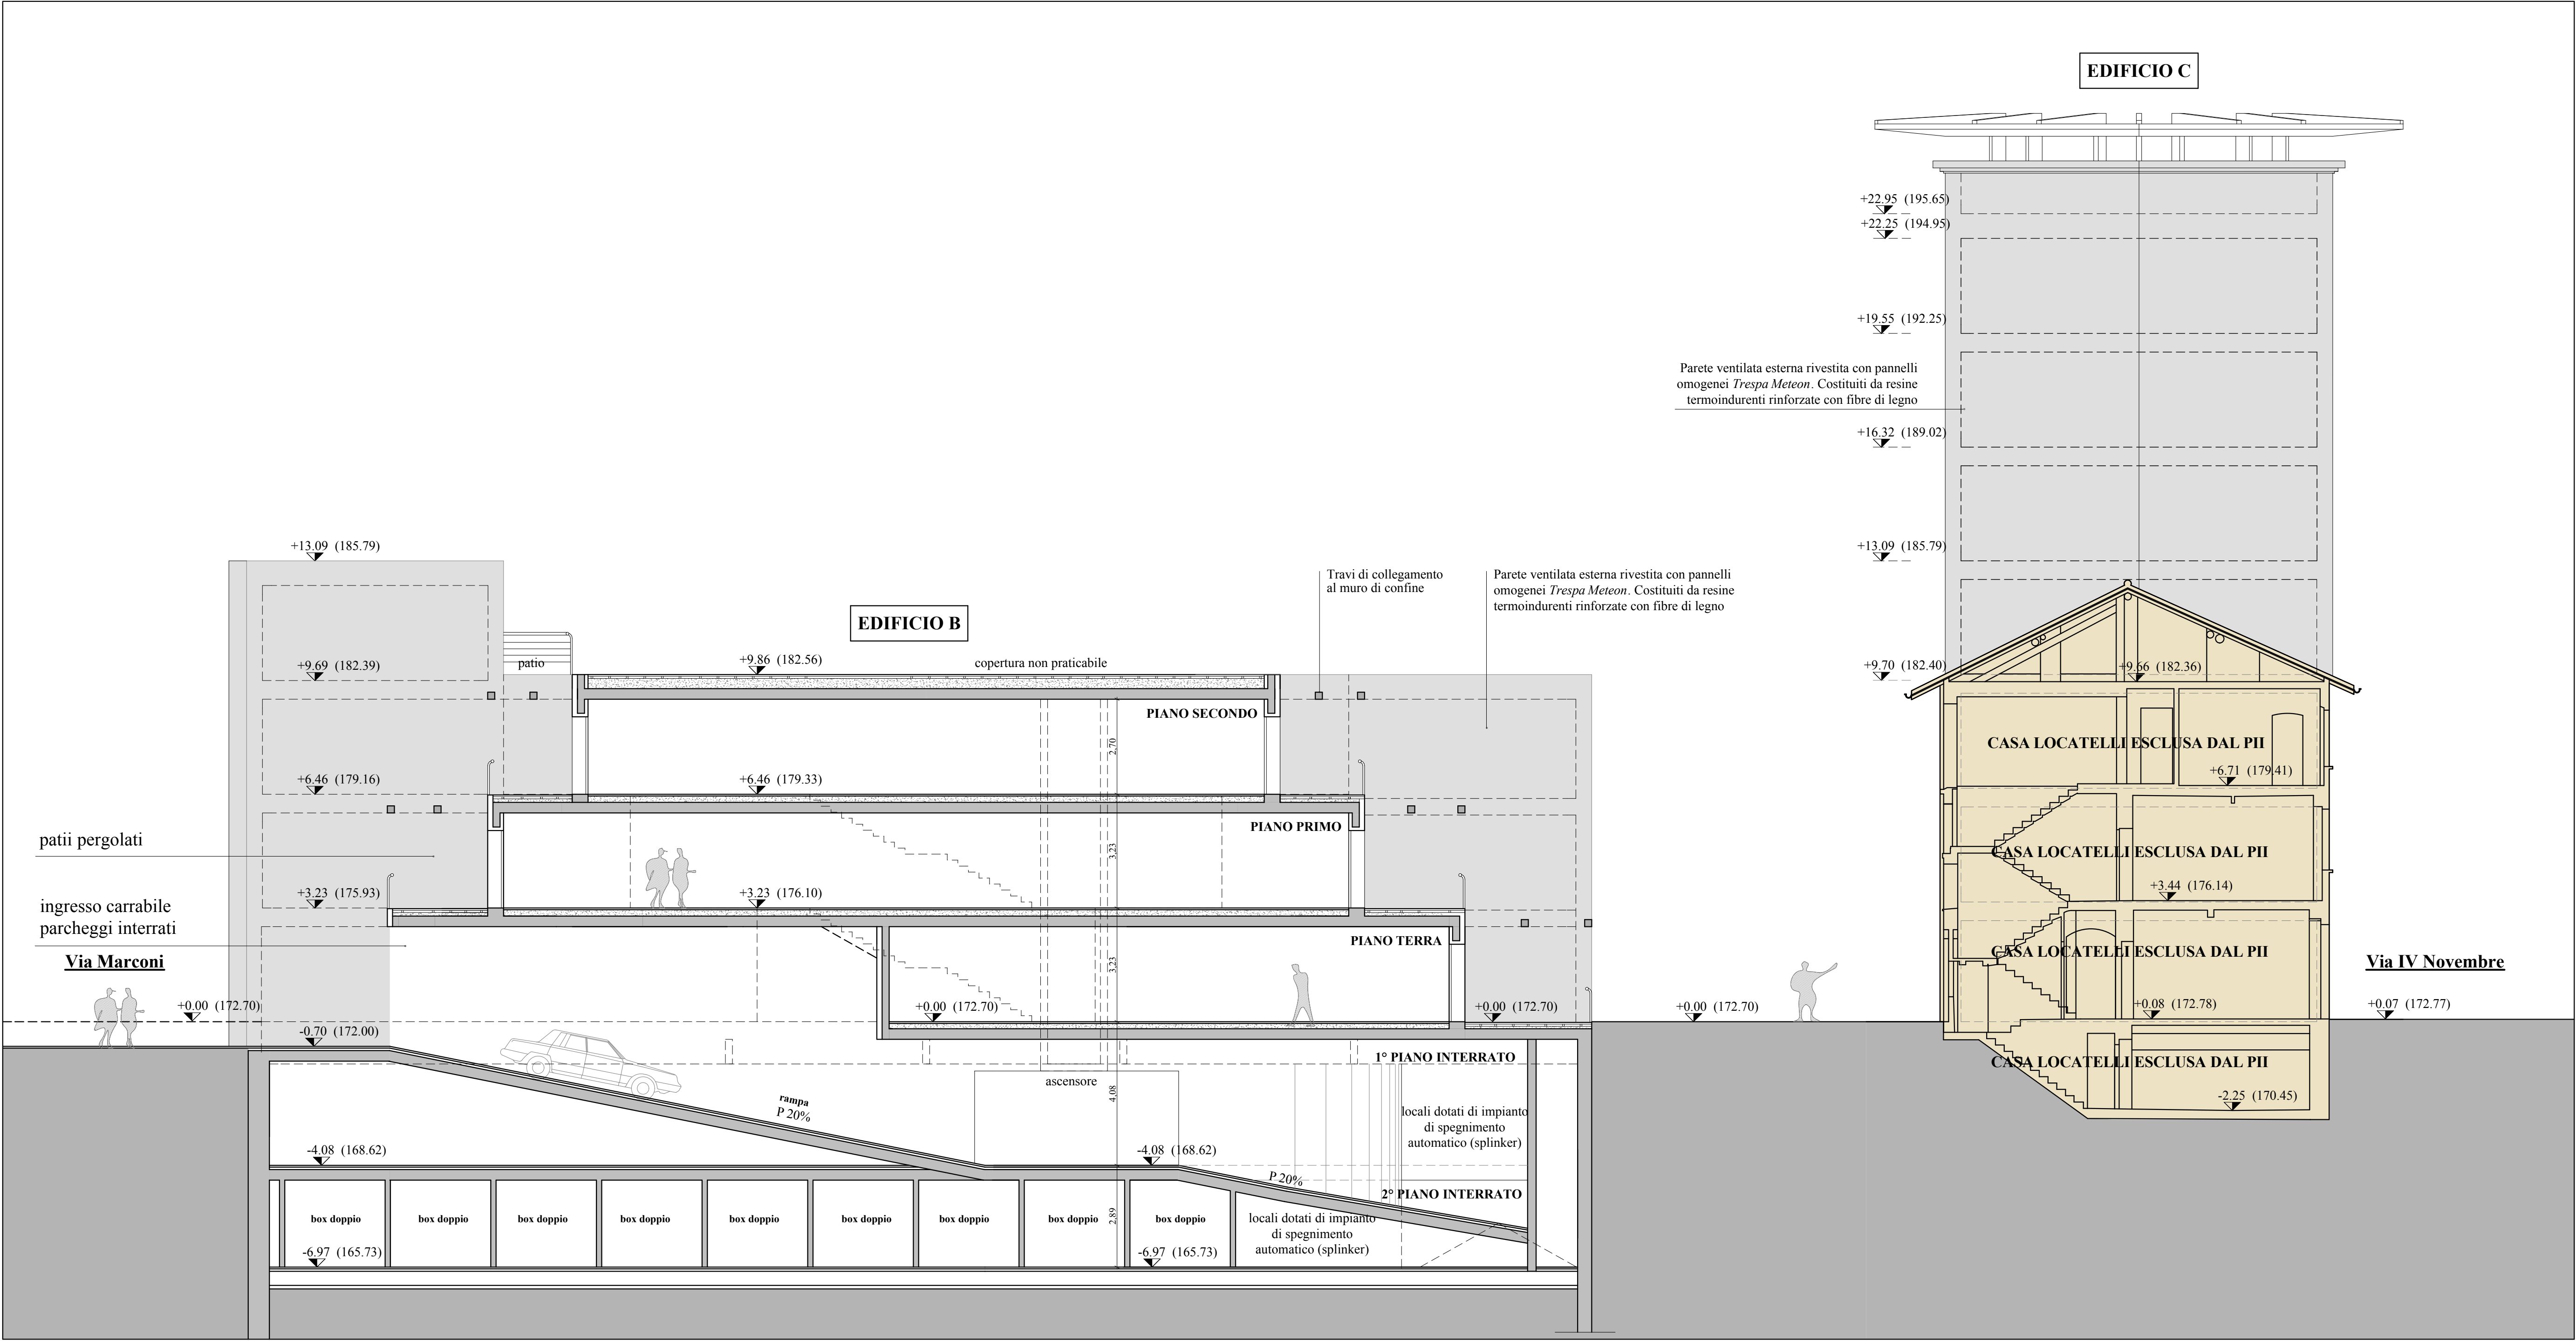 EDIFICIO C
+22.95 (195.65)
+22.25 (194.95)
+19.55 (192.25)
Parete ventilata esterna rivestita con pannelli
omogenei Trespa Meteon. Costituiti da resine
termoindurenti rinforzate con fibre di legno
+16.32 (189.02)
+13.09 (185.79)
+9.70 (182.40)
+9.66 (182.36)
CASA LOCATELLI ESCLUSA DAL PII
+6.71 (179.41)
CASA LOCATELLI ESCLUSA DAL PII
+3.44 (176.14)
CASA LOCATELLI ESCLUSA DAL PII
+0.08 (172.78)
CASA LOCATELLI ESCLUSA DAL PII
-2.25 (170.45)
Via IV Novembre
+0.07 (172.77)
+13.09 (185.79)
+9.69 (182.39)
+6.46 (179.16)
+3.23 (175.93)
patii pergolati
ingresso carrabile
parcheggi interrati
Via Marconi
+0.00 (172.70)
-0.70 (172.00)
EDIFICIO B
patio
+9.86 (182.56)
copertura non praticabile
Travi di collegamento
al muro di confine
Parete ventilata esterna rivestita con pannelli
omogenei Trespa Meteon. Costituiti da resine
termoindurenti rinforzate con fibre di legno
PIANO SECONDO
2,70
+6.46 (179.33)
PIANO PRIMO
3,23
+3.23 (176.10)
PIANO TERRA
3,23
+0.00 (172.70)
+0.00 (172.70)
+0.00 (172.70)
1° PIANO INTERRATO
ascensore
4,08
rampa
P 20%
locali dotati di impianto
di spegnimento
automatico (splinker)
-4.08 (168.62)
-4.08 (168.62)
P 20%
2° PIANO INTERRATO
box doppio
box doppio
box doppio
box doppio
box doppio
box doppio
box doppio
box doppio
2,89
box doppio
locali dotati di impianto
di spegnimento
automatico (splinker)
-6.97 (165.73)
-6.97 (165.73)